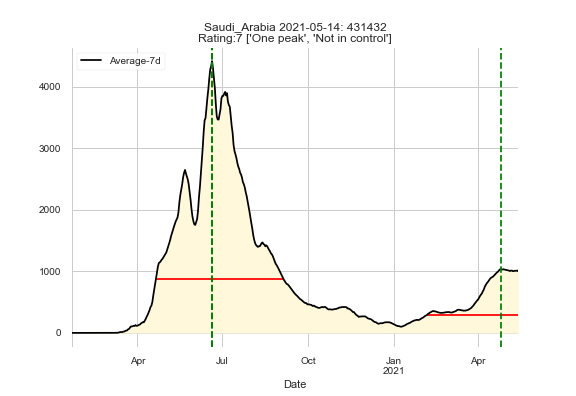 Saudi_Arabia 2021-05-14: 431432
Rating:7 ['One peak', 'Not in control']
Average-7d
4000
3000
2000
1000
0
Apr
Jul
Oct
Jan
2021
Apr
Date